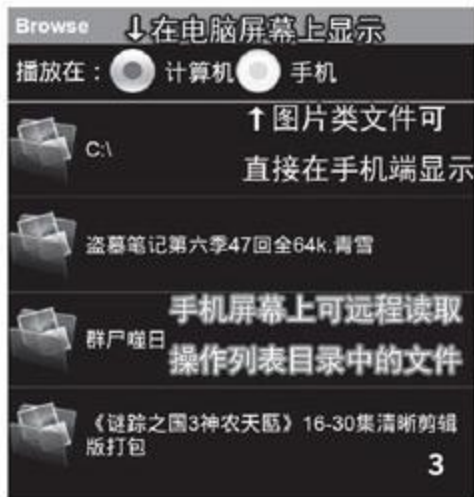 Browse
↓在电脑屏幕上显示
播放在：
计算机
手机
↑图片类文件可
直接在手机端显示
C:\
盗墓笔记第六季47回全64k.青雪
手机屏幕上可远程读取
群尸噬日
操作列表目录中的文件
《谜踪之国3神农天匦》16-30集清晰剪辑
版打包
3